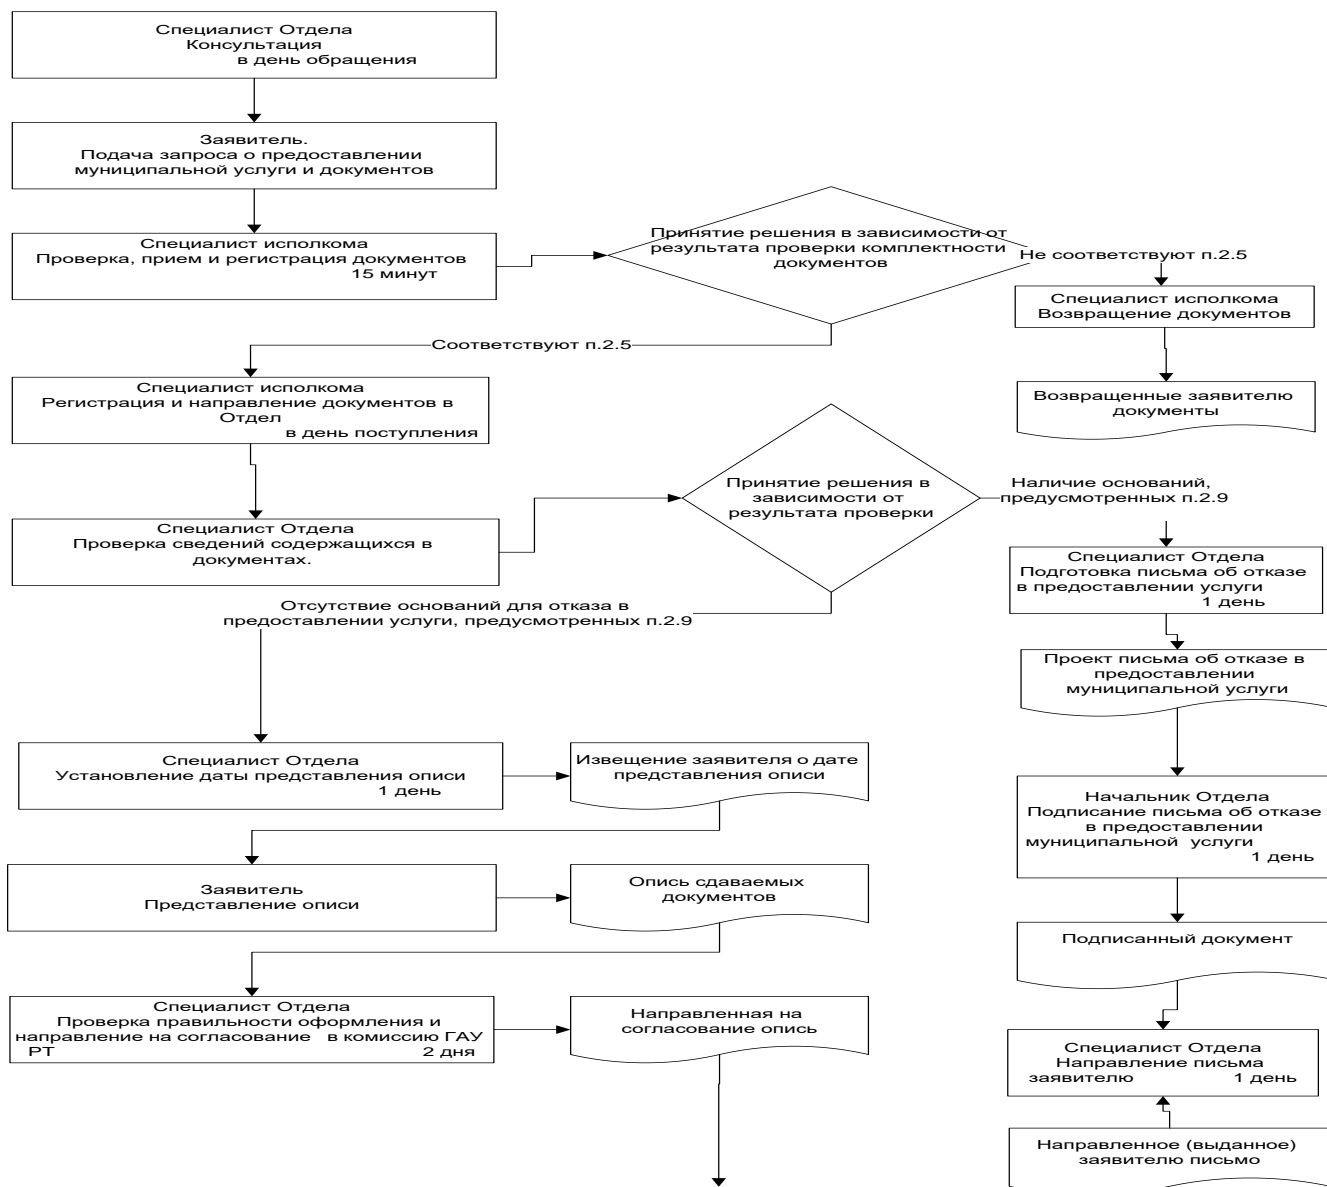 Специалист Отдела
Консультация
в день обращения
Заявитель.
Подача запроса о предоставлении
муниципальной услуги и документов
Специалист исполкома
Проверка, прием и регистрация документов
15 минут
Принятие решения в зависимости от
результата проверки комплектности
документов
Не соответствуют п.2.5
Специалист исполкома
Возвращение документов
Соответствуют п.2.5
Возвращенные заявителю
документы
Специалист исполкома
Регистрация и направление документов в
Отдел
в день поступления
Принятие решения в
зависимости от
результата проверки
Наличие оснований,
предусмотренных п.2.9
Специалист Отдела
Проверка сведений содержащихся в
документах.
Специалист Отдела
Подготовка письма об отказе
в предоставлении услуги
1 день
Отсутствие оснований для отказа в
предоставлении услуги, предусмотренных п.2.9
Проект письма об отказе в
предоставлении
муниципальной услуги
Специалист Отдела
Установление даты представления описи
1 день
Извещение заявителя о дате
представления описи
Начальник Отдела
Подписание письма об отказе
в предоставлении
муниципальной услуги
1 день
Заявитель
Представление описи
Опись сдаваемых
документов
Подписанный документ
Специалист Отдела
Проверка правильности оформления и
направление на согласование в комиссию ГАУ
РТ 2 дня
Направленная на
согласование опись
Специалист Отдела
Направление письма
заявителю 1 день
Направленное (выданное)
заявителю письмо